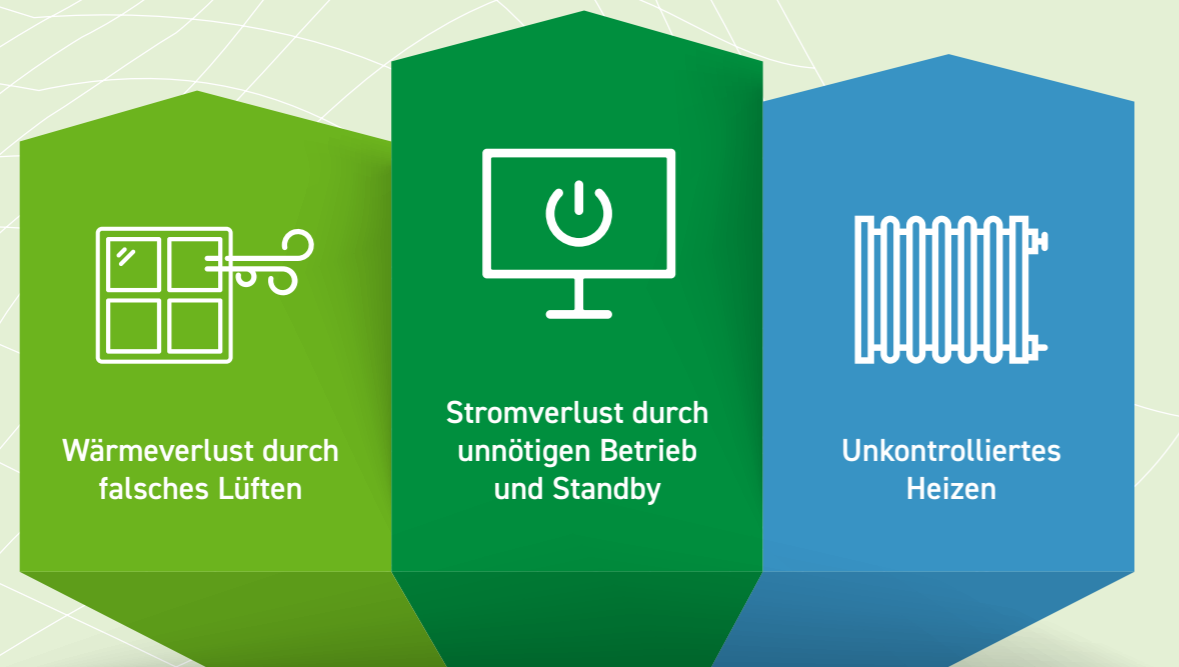 Wärmeverlust durch
falsches Lüften
Stromverlust durch
unnötigen Betrieb
und Standby
Unkontrolliertes
Heizen